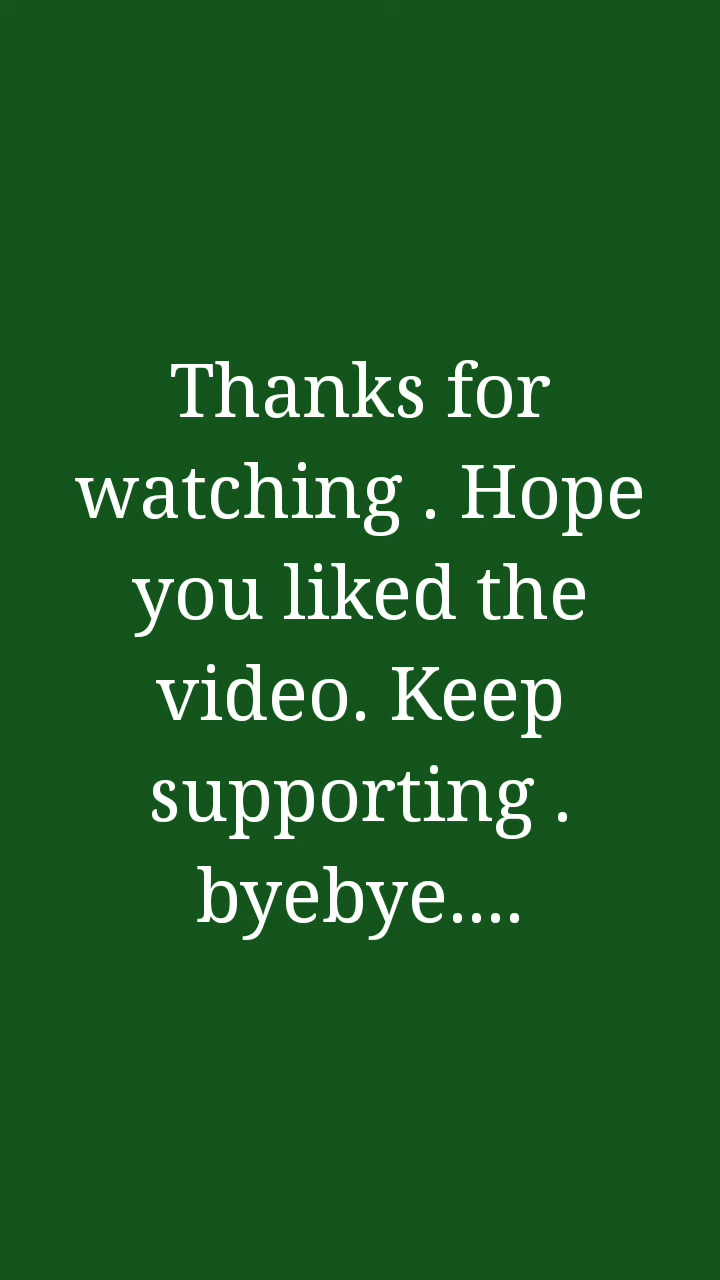 Thanks for
watching . Hope
you liked the
video. Keep
supporting .
byebye....